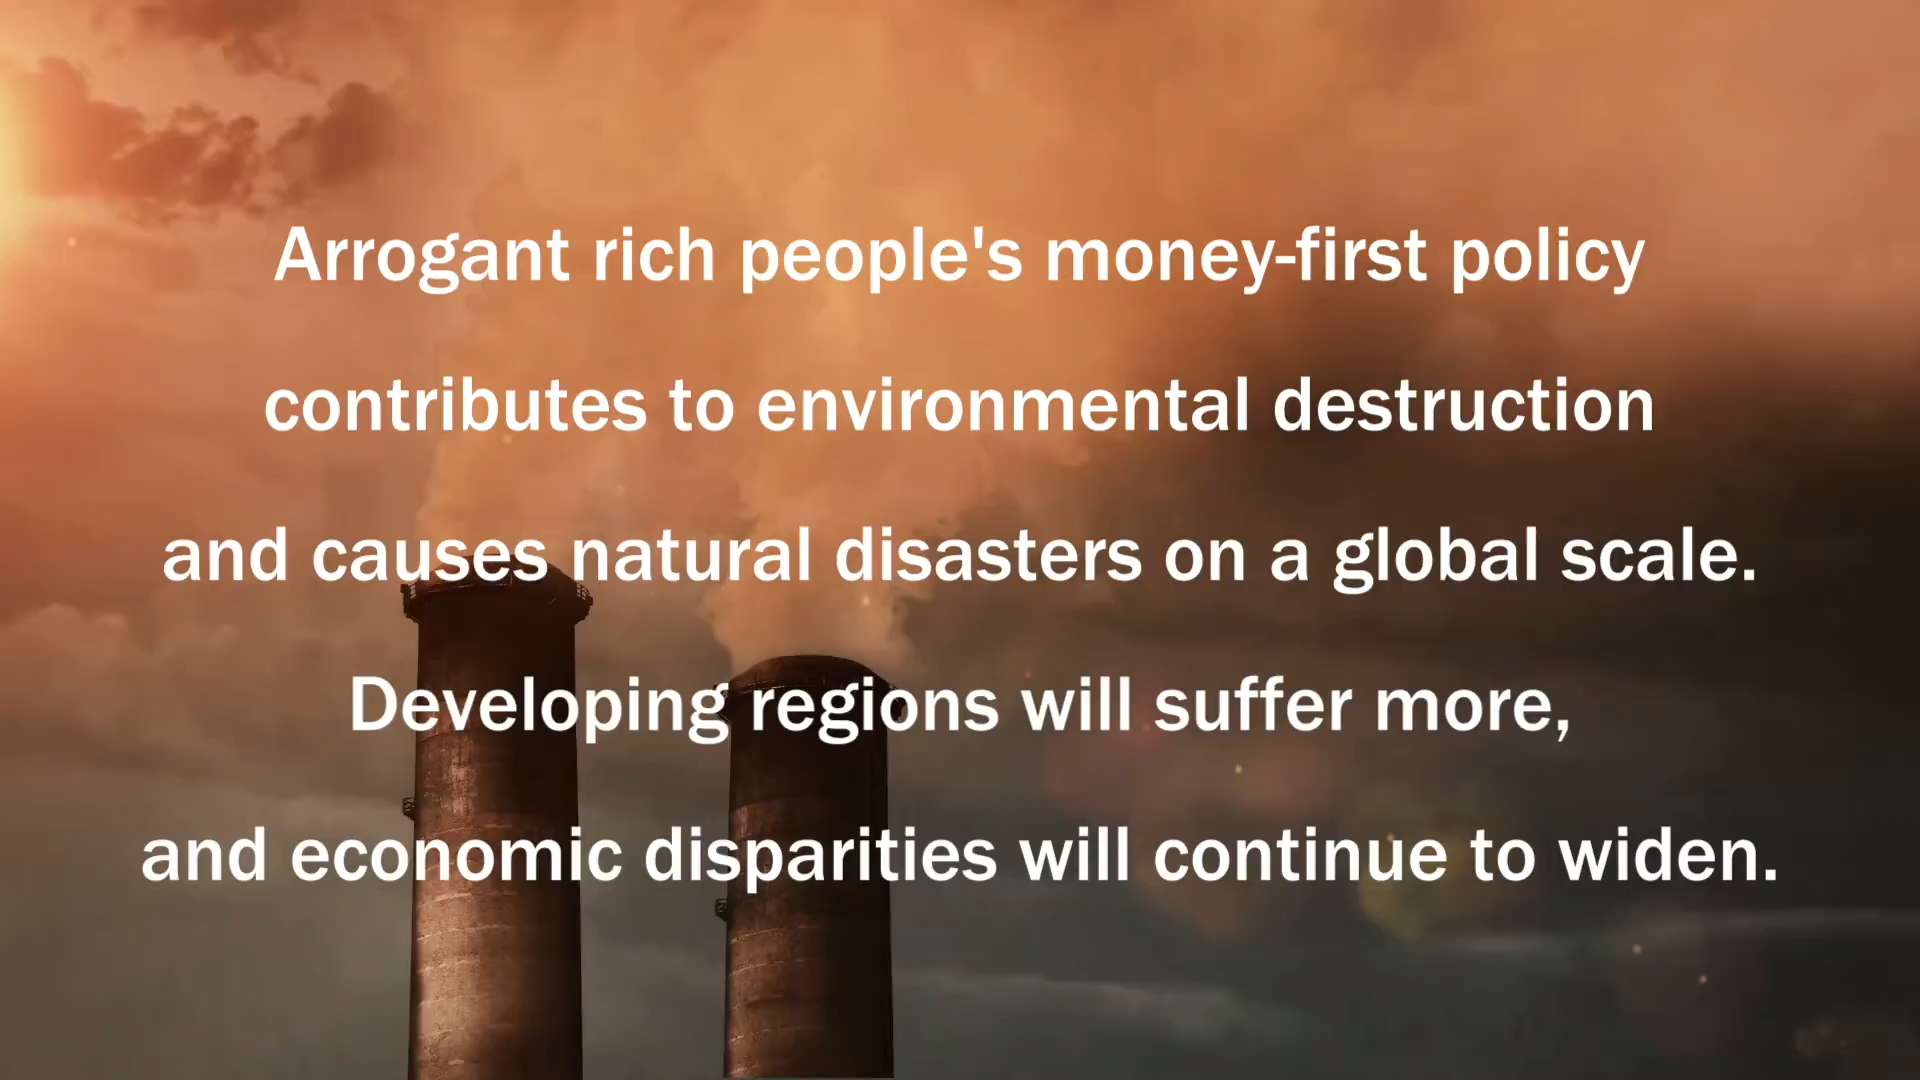 Arrogant rich people's money-first policy
contributes to environmental destruction
and causes natural disasters on a global scale.
Developing regions will suffer more,
and economic disparities will continue to widen.